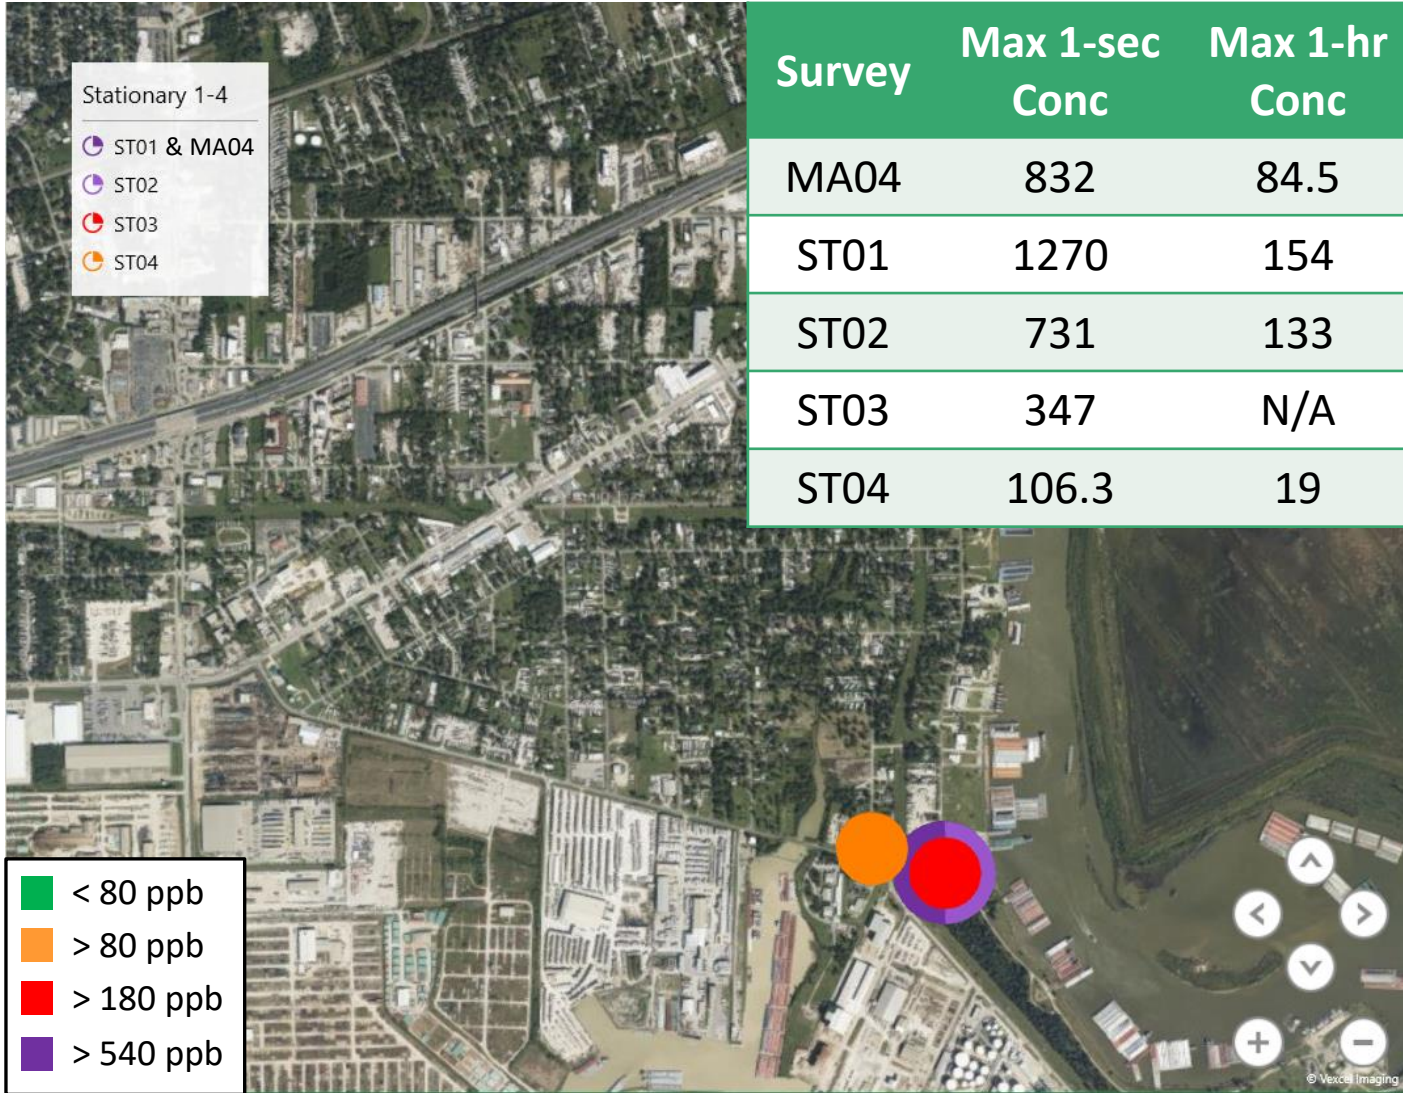 Stationary 1-4
ST01 & MA04
ST02
ST03
ST04
Survey Max 1-sec Conc Max 1-hr Conc
MA04 832 84.5
ST01 1270 154
ST02 731 133
ST03 347 N/A
ST04 106.3 19
< 80 ppb
> 80 ppb
> 180 ppb
> 540 ppb
© Vexcel Imaging